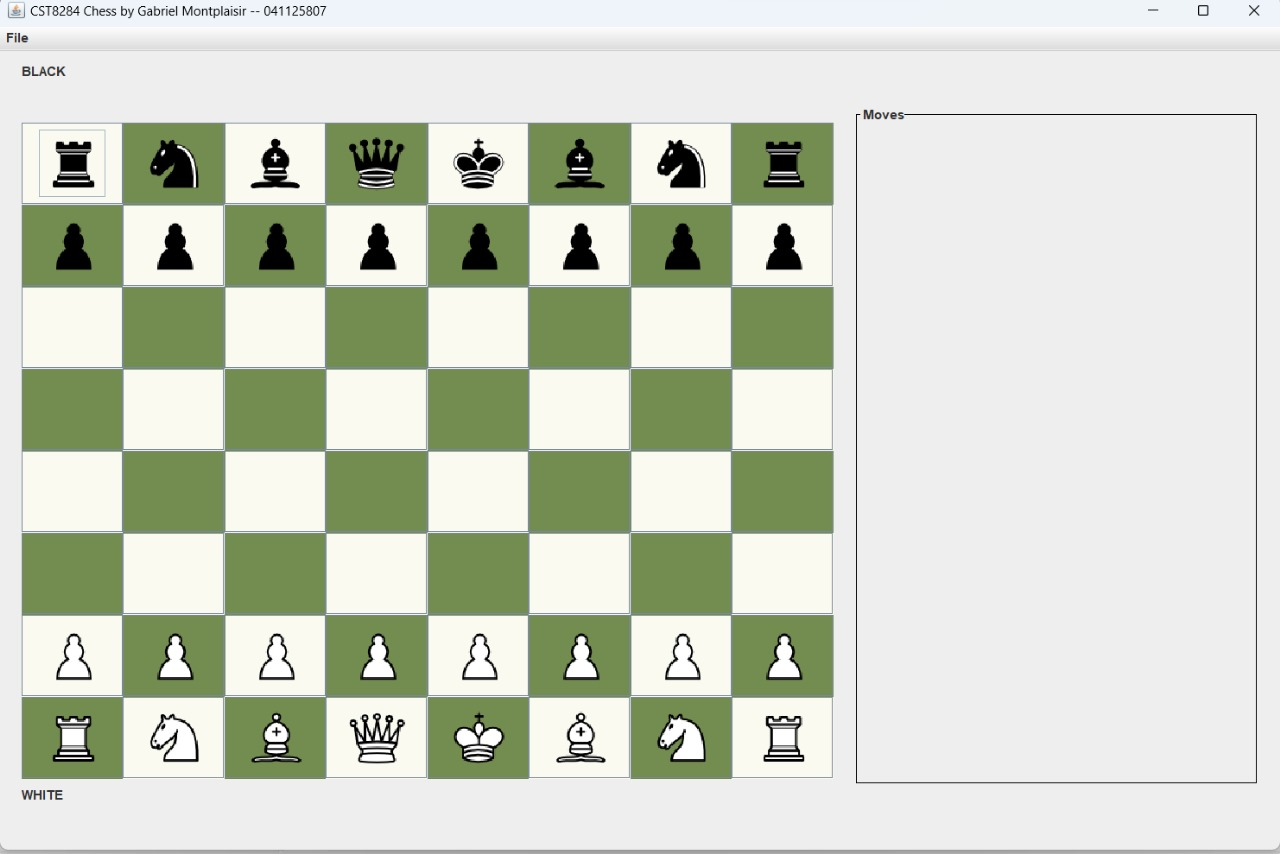 CST8284 Chess by Gabriel Montplaisir -- 041125807
File
BLACK
Moves
WHITE